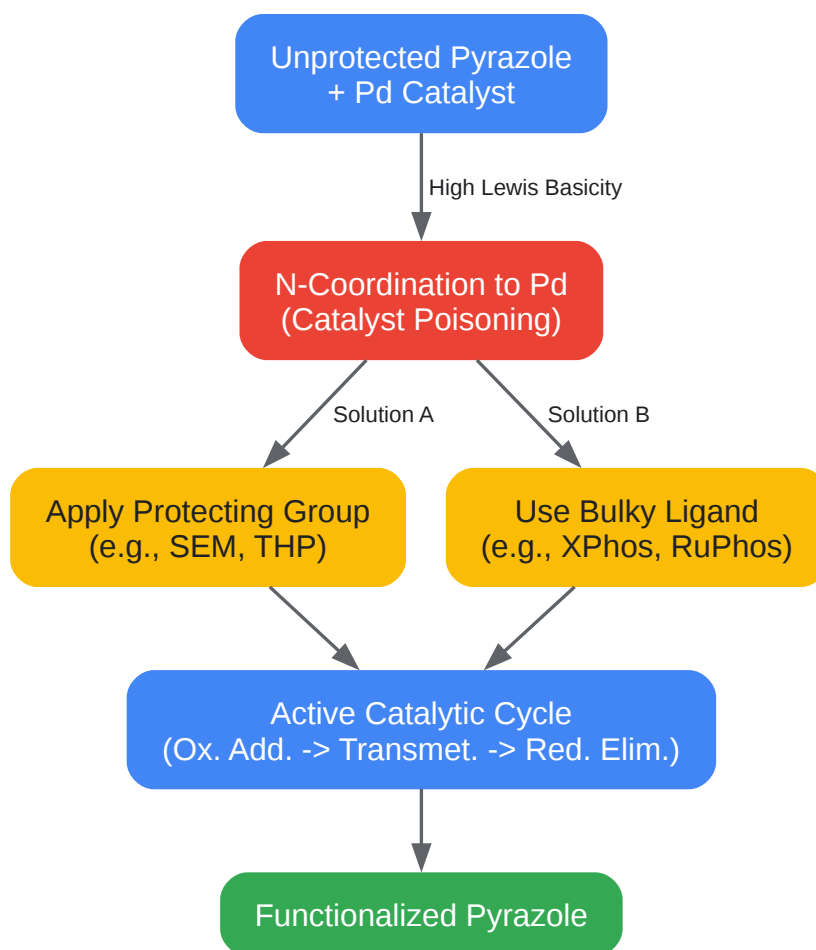 Unprotected Pyrazole
+ Pd Catalyst
High Lewis Basicity
N-Coordination to Pd
(Catalyst Poisoning)
Solution A
Solution B
Apply Protecting Group
(e.g., SEM, THP)
Use Bulky Ligand
(e.g., XPhos, RuPhos)
Active Catalytic Cycle
(Ox. Add. -> Transmet. -> Red. Elim.)
Functionalized Pyrazole